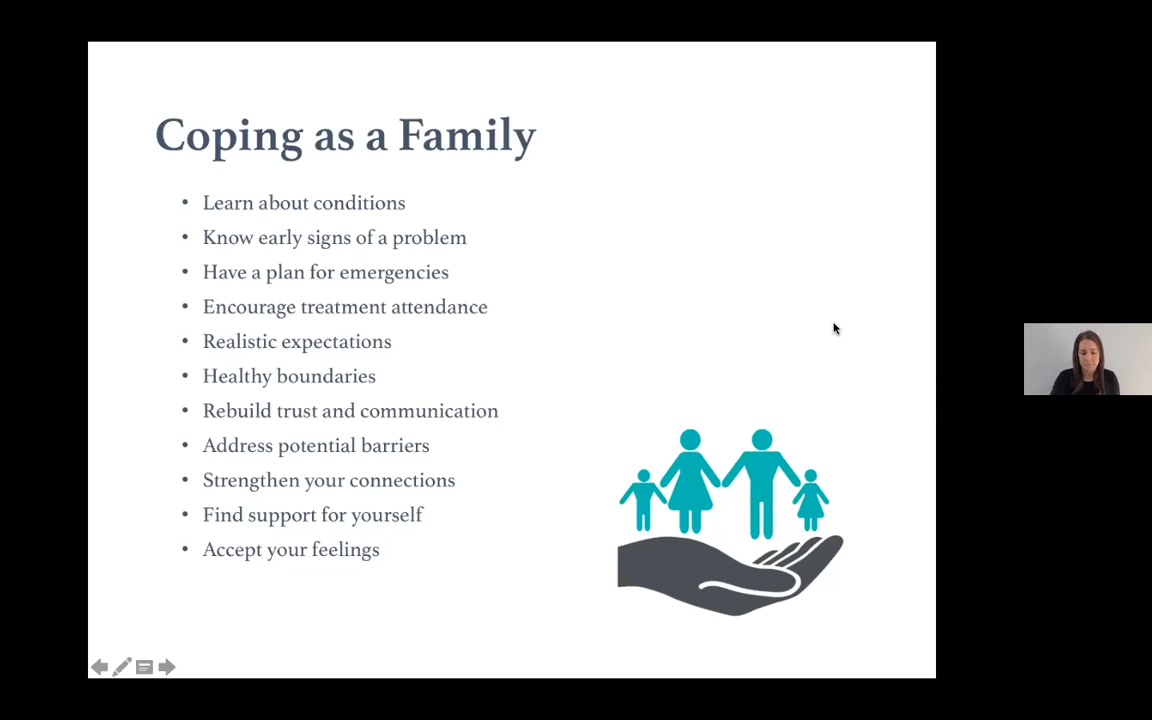 Coping as a Family
• Learn about conditions
• Know early signs of a problem
• Have a plan for emergencies
• Encourage treatment attendance
• Realistic expectations
• Healthy boundaries
• Rebuild trust and communication
• Address potential barriers
• Strengthen your connections
• Find support for yourself
• Accept your feelings